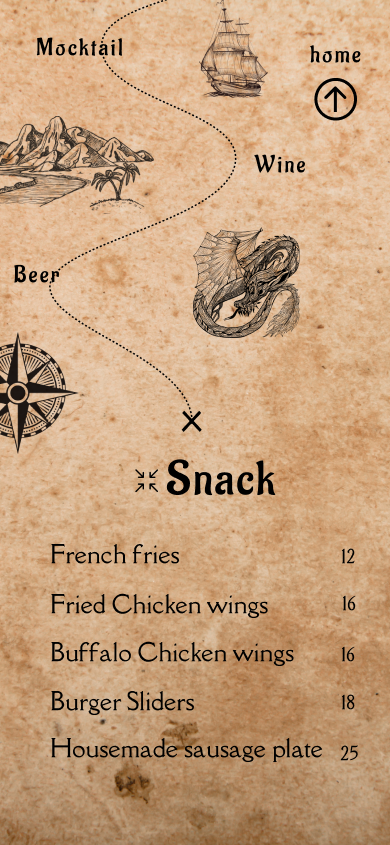 Mocktail
home
Wine
Beer
Snack
French fries 12
Fried Chicken wings 16
Buffalo Chicken wings 16
Burger Sliders 18
Housemade sausage plate 25